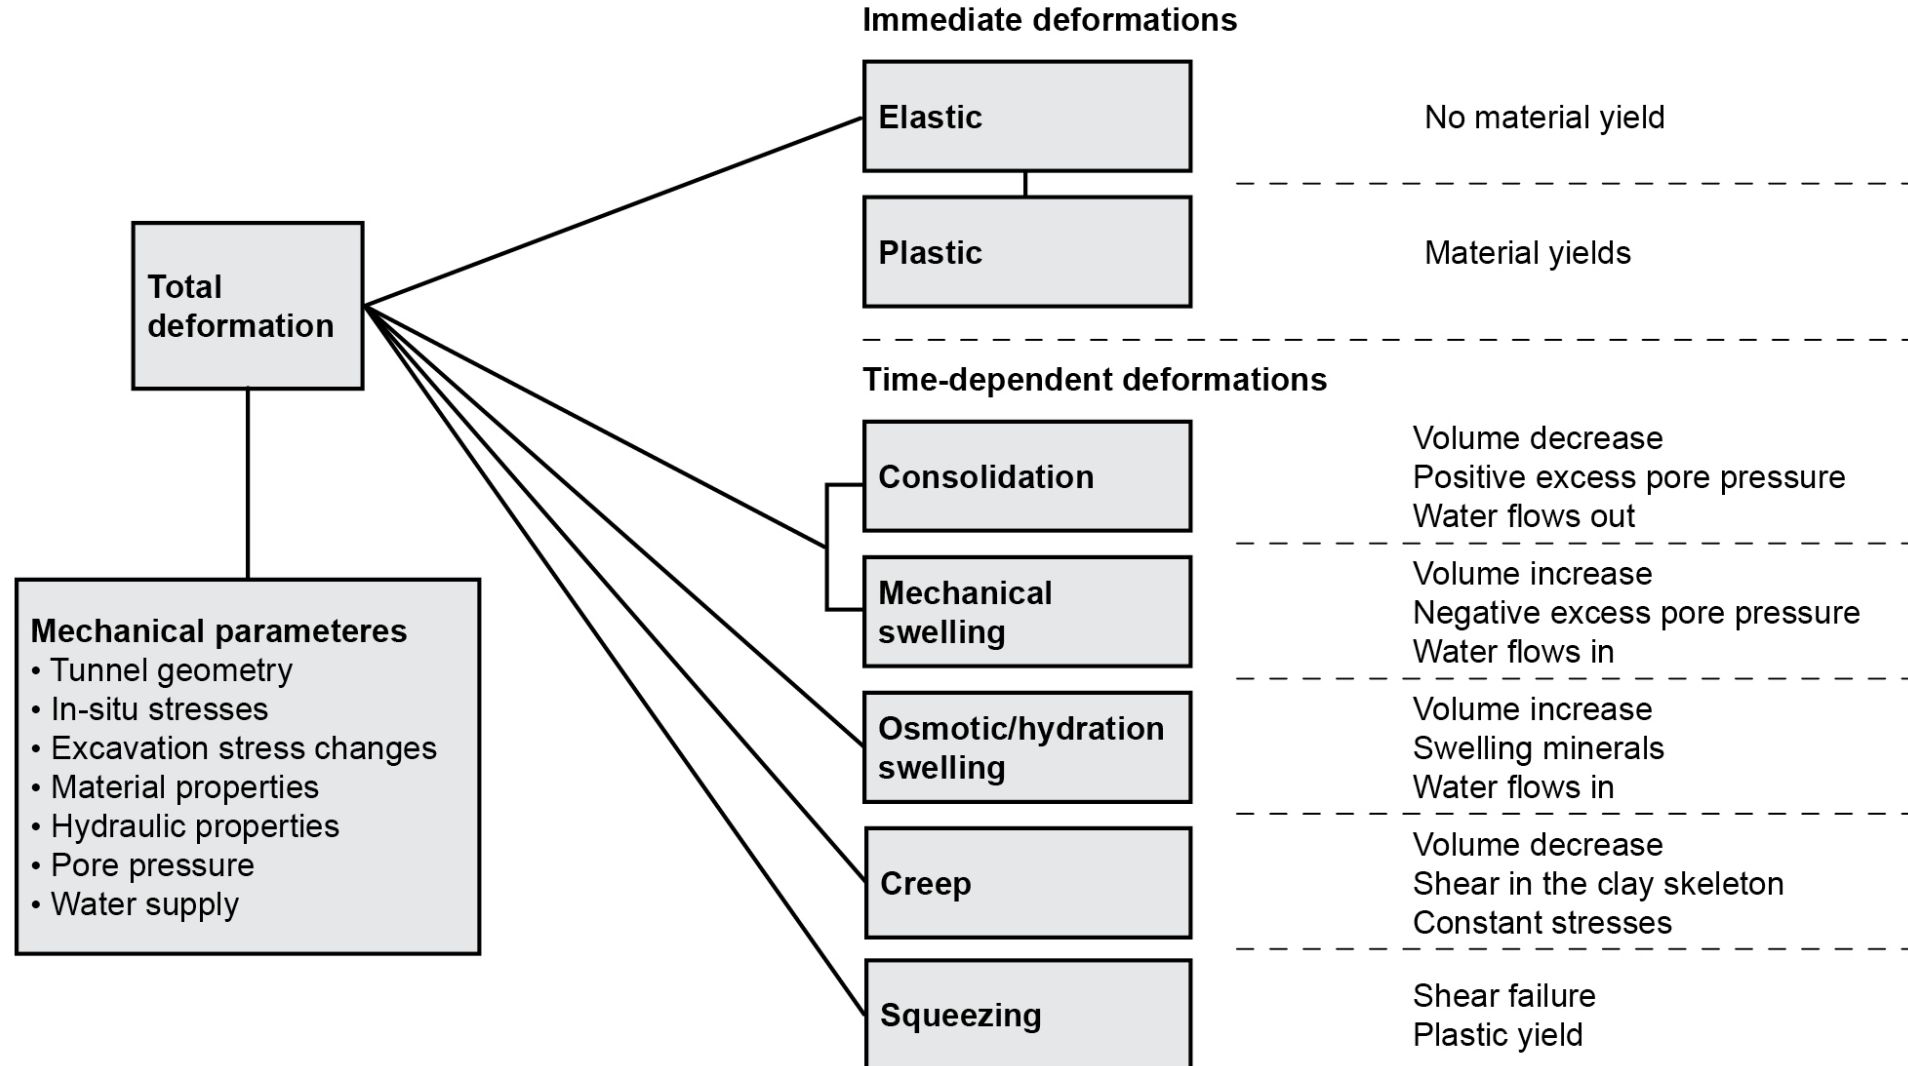 Immediate deformations
Elastic
No material yield
Plastic
Material yields
Total
deformation
Time-dependent deformations
Consolidation
Volume decrease
Positive excess pore pressure
Water flows out
Mechanical
swelling
Volume increase
Negative excess pore pressure
Water flows in
Mechanical parameteres
• Tunnel geometry
• In-situ stresses
• Excavation stress changes
• Material properties
• Hydraulic properties
• Pore pressure
• Water supply
Osmotic/hydration
swelling
Volume increase
Swelling minerals
Water flows in
Creep
Volume decrease
Shear in the clay skeleton
Constant stresses
Squeezing
Shear failure
Plastic yield